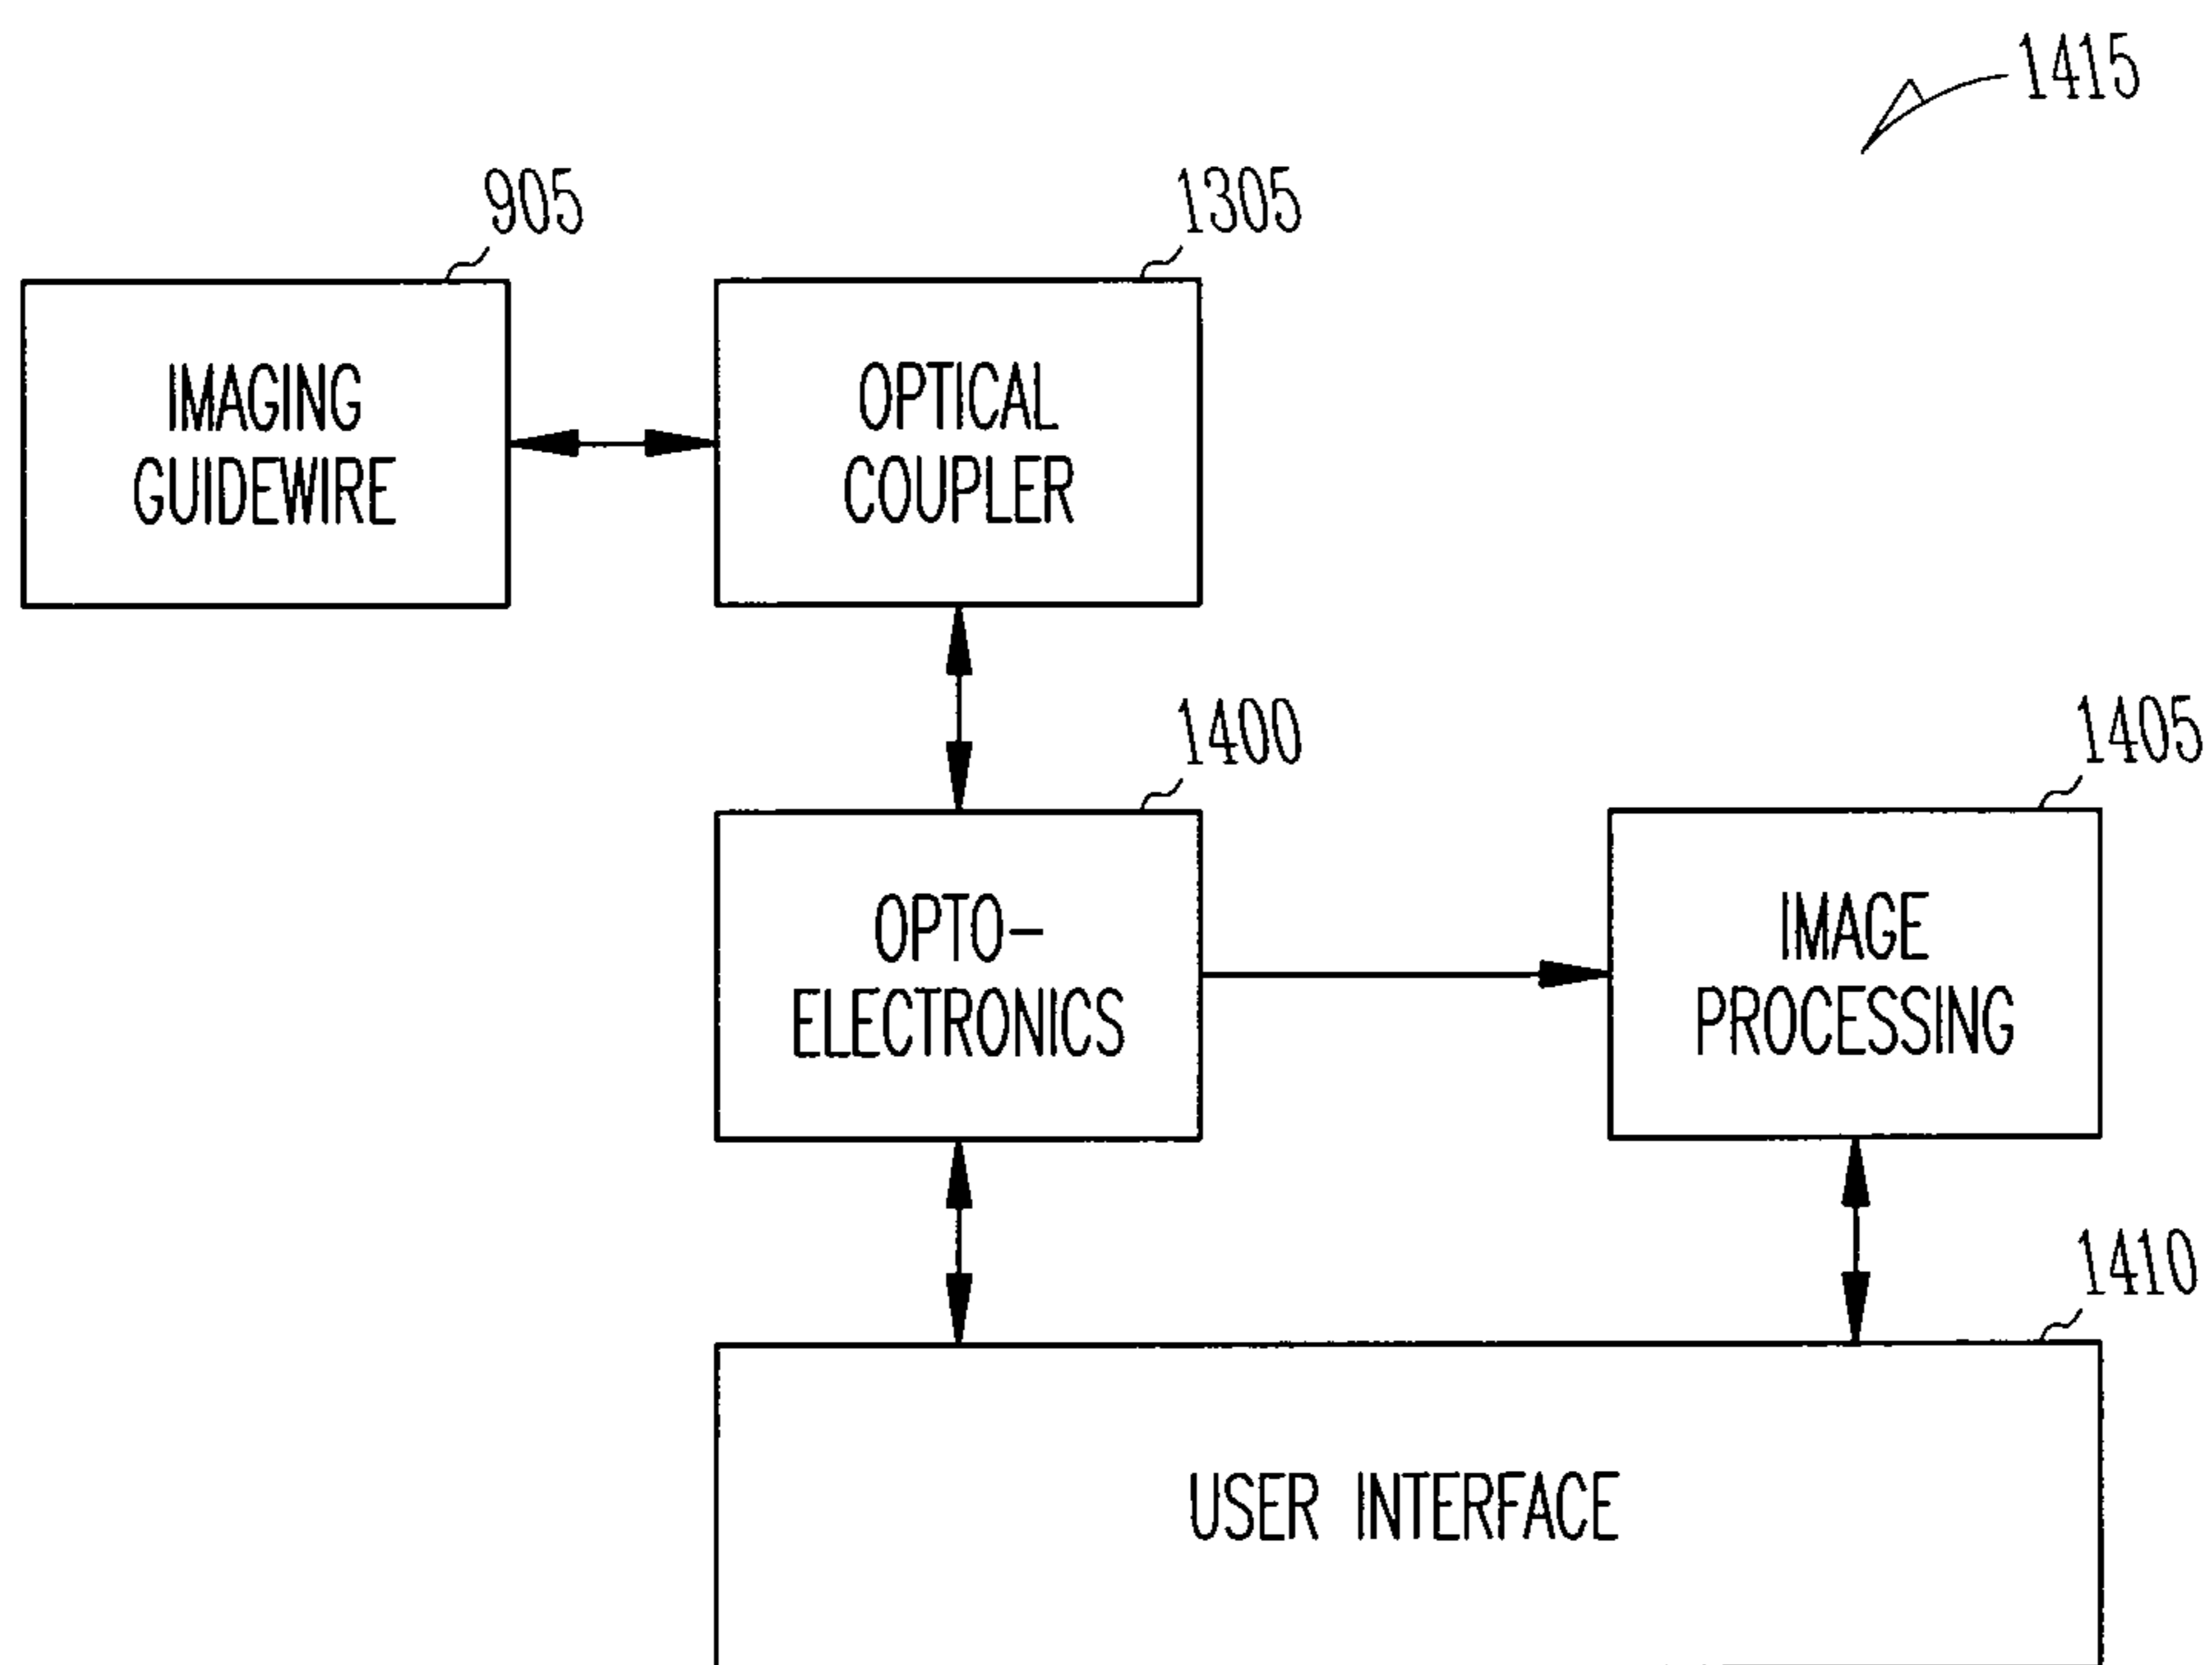 1415
905
1305
IMAGING
GUIDEWIRE
OPTICAL
COUPLER
1400
1405
OPTO-
ELECTRONICS
IMAGE
PROCESSING
1410
USER INTERFACE